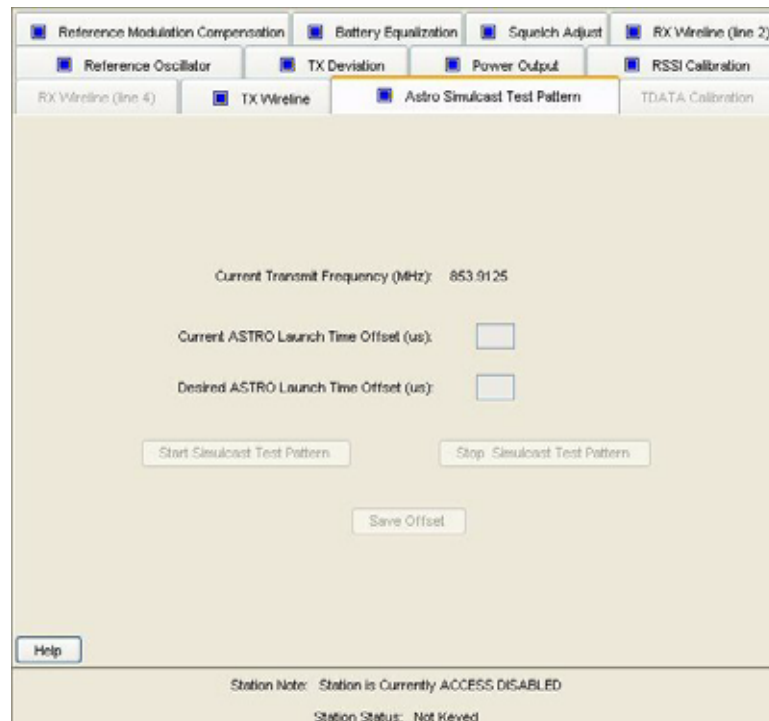 Reference Modulation Compensation Battery Equalization Squelch Adjust RX Wireline (line 2)
Reference Oscillator TX Deviation Power Output RSSI Calibration
RX Wireline (line 4) TX Wireline Astro Simulcast Test Pattern TDATA Calibration
Current Transmit Frequency (MHz): 853.9125
Current ASTRO Launch Time Offset (us):
Desired ASTRO Launch Time Offset (us):
Start Simulcast Test Pattern Stop Simulcast Test Pattern
Save Offset
Help
Station Note: Station is Currently ACCESS DISABLED
Station Status: Not Keyed